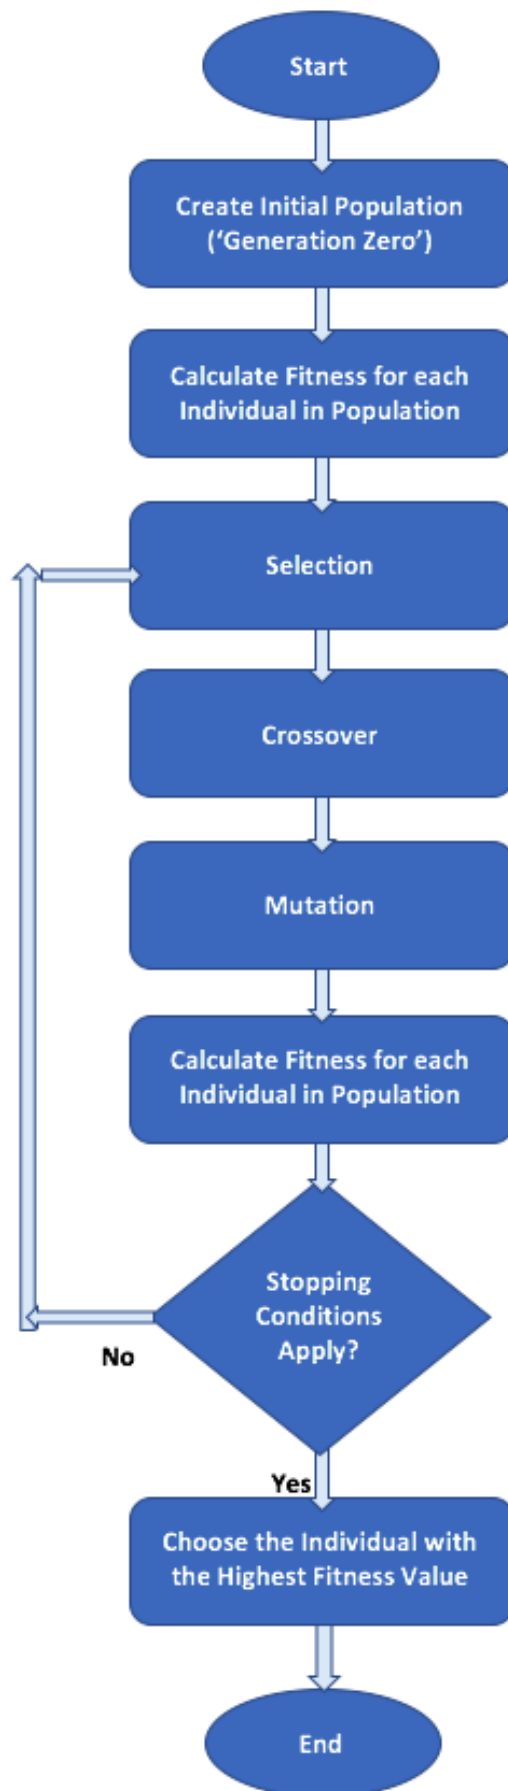 Start
Create Initial Population
(‘Generation Zero’)
Calculate Fitness for each
Individual in Population
Selection
Crossover
Mutation
Calculate Fitness for each
Individual in Population
Stopping
Conditions
Apply?
No
Yes
Choose the Individual with
the Highest Fitness Value
End